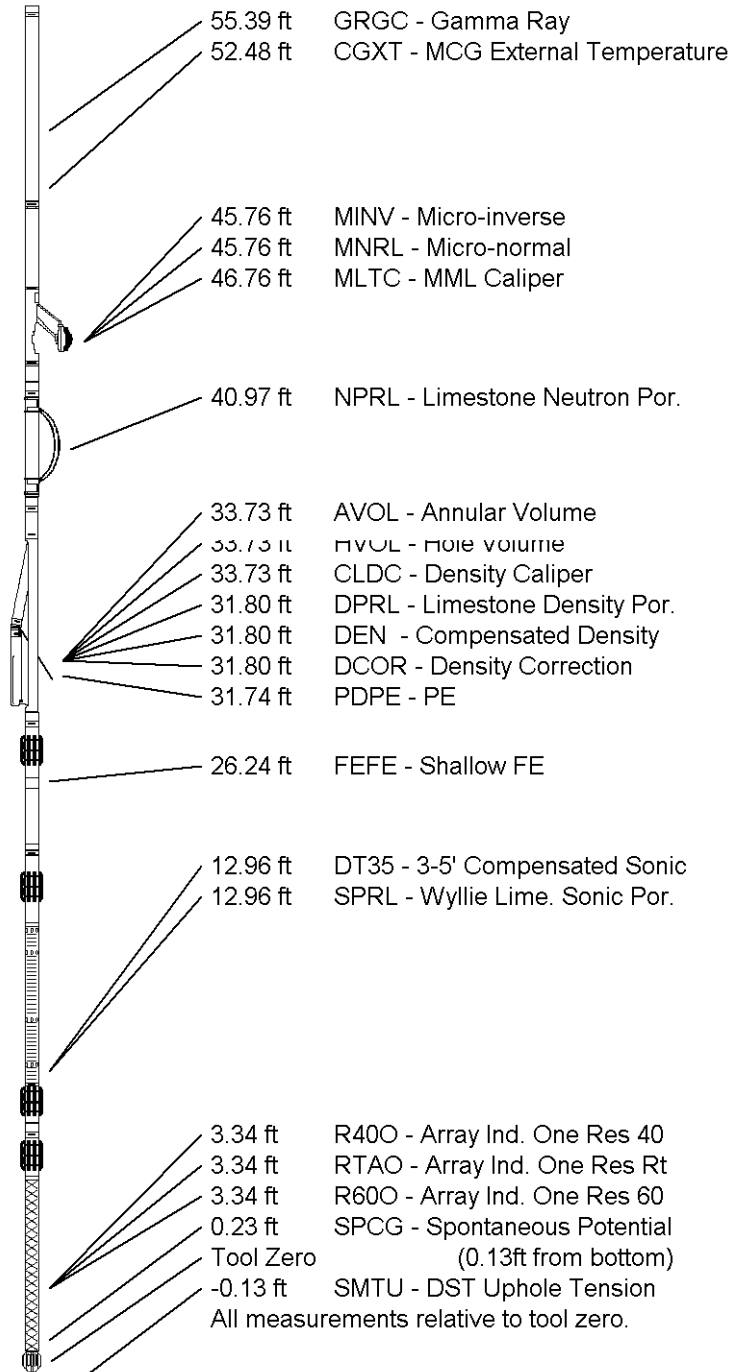 55.39 ft GRGC - Gamma Ray
52.48 ft CGXT - MCG External Temperature
45.76 ft MINV - Micro-inverse
45.76 ft MNRL - Micro-normal
46.76 ft MLTC - MML Caliper
40.97 ft NPRL - Limestone Neutron Por.
33.73 ft AVOL - Annular Volume
33.73 ft HVOL - Hole Volume
33.73 ft CLDC - Density Caliper
31.80 ft DPRL - Limestone Density Por.
31.80 ft DEN - Compensated Density
31.80 ft DCOR - Density Correction
31.74 ft PDPE - PE
26.24 ft FEFE - Shallow FE
12.96 ft DT35 - 3-5' Compensated Sonic
12.96 ft SPRL - Wyllie Lime. Sonic Por.
3.34 ft R40O - Array Ind. One Res 40
3.34 ft RTAO - Array Ind. One Res Rt
3.34 ft R60O - Array Ind. One Res 60
0.23 ft SPCG - Spontaneous Potential
Tool Zero (0.13ft from bottom)
-0.13 ft SMTU - DST Uphole Tension
All measurements relative to tool zero.